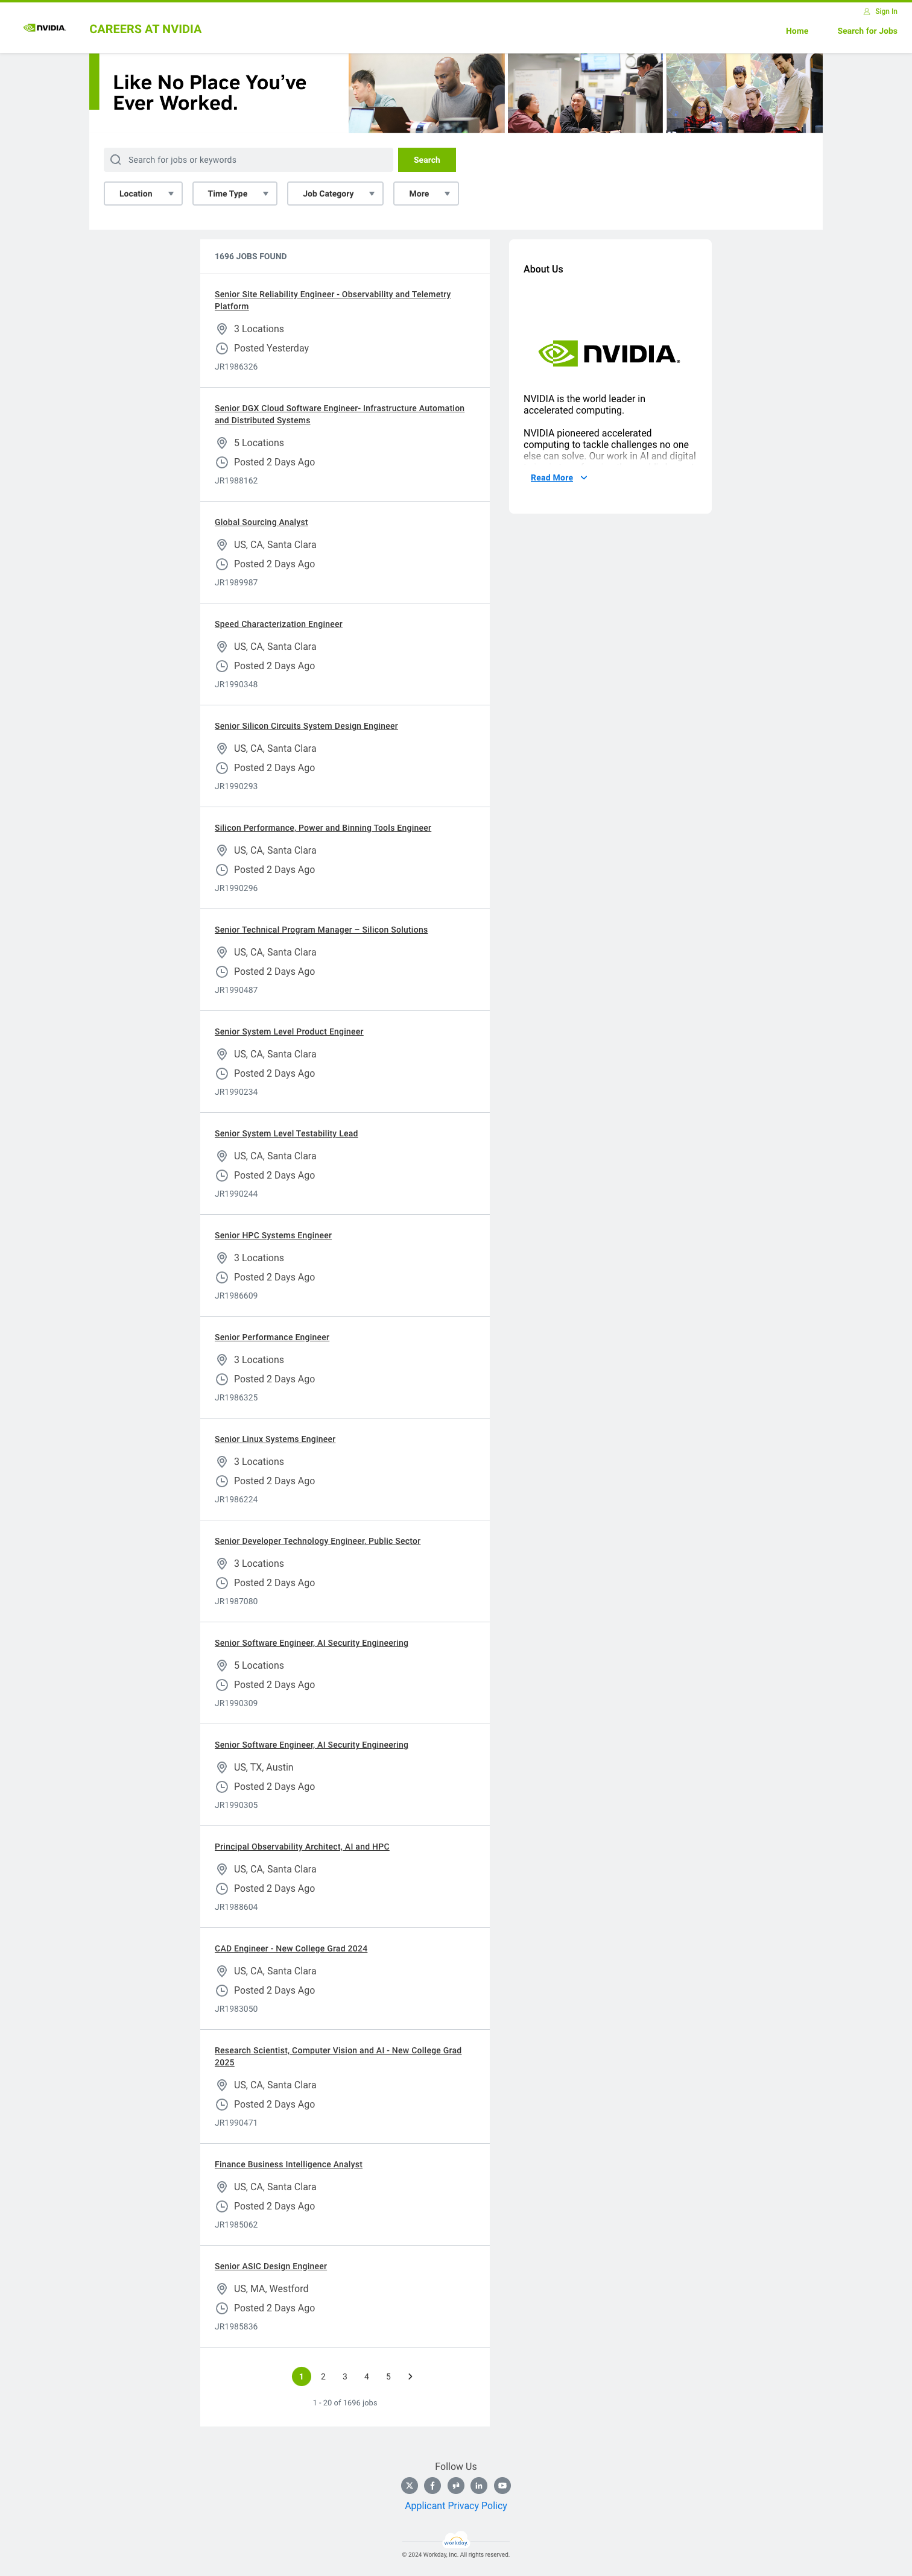 Sign In
NVIDIA.
CAREERS AT NVIDIA
Home
Search for Jobs
Like No Place You’ve
Ever Worked.
Search for jobs or keywords
Search
Location
Time Type
Job Category
More
1696 JOBS FOUND
Senior Site Reliability Engineer - Observability and Telemetry
Platform
3 Locations
Posted Yesterday
JR1986326
Senior DGX Cloud Software Engineer- Infrastructure Automation
and Distributed Systems
5 Locations
Posted 2 Days Ago
JR1988162
Global Sourcing Analyst
US, CA, Santa Clara
Posted 2 Days Ago
JR1989987
Speed Characterization Engineer
US, CA, Santa Clara
Posted 2 Days Ago
JR1990348
Senior Silicon Circuits System Design Engineer
US, CA, Santa Clara
Posted 2 Days Ago
JR1990293
Silicon Performance, Power and Binning Tools Engineer
US, CA, Santa Clara
Posted 2 Days Ago
JR1990296
Senior Technical Program Manager – Silicon Solutions
US, CA, Santa Clara
Posted 2 Days Ago
JR1990487
Senior System Level Product Engineer
US, CA, Santa Clara
Posted 2 Days Ago
JR1990234
Senior System Level Testability Lead
US, CA, Santa Clara
Posted 2 Days Ago
JR1990244
Senior HPC Systems Engineer
3 Locations
Posted 2 Days Ago
JR1986609
Senior Performance Engineer
3 Locations
Posted 2 Days Ago
JR1986325
Senior Linux Systems Engineer
3 Locations
Posted 2 Days Ago
JR1986224
Senior Developer Technology Engineer, Public Sector
3 Locations
Posted 2 Days Ago
JR1987080
Senior Software Engineer, AI Security Engineering
5 Locations
Posted 2 Days Ago
JR1990309
Senior Software Engineer, AI Security Engineering
US, TX, Austin
Posted 2 Days Ago
JR1990305
Principal Observability Architect, AI and HPC
US, CA, Santa Clara
Posted 2 Days Ago
JR1988604
CAD Engineer - New College Grad 2024
US, CA, Santa Clara
Posted 2 Days Ago
JR1983050
Research Scientist, Computer Vision and AI - New College Grad
2025
US, CA, Santa Clara
Posted 2 Days Ago
JR1990471
Finance Business Intelligence Analyst
US, CA, Santa Clara
Posted 2 Days Ago
JR1985062
Senior ASIC Design Engineer
US, MA, Westford
Posted 2 Days Ago
JR1985836
1 2 3 4 5
1 - 20 of 1696 jobs
About Us
NVIDIA.
NVIDIA is the world leader in
accelerated computing.
NVIDIA pioneered accelerated
computing to tackle challenges no one
else can solve. Our work in AI and digital
Read More
Follow Us
Applicant Privacy Policy
workday
© 2024 Workday, Inc. All rights reserved.